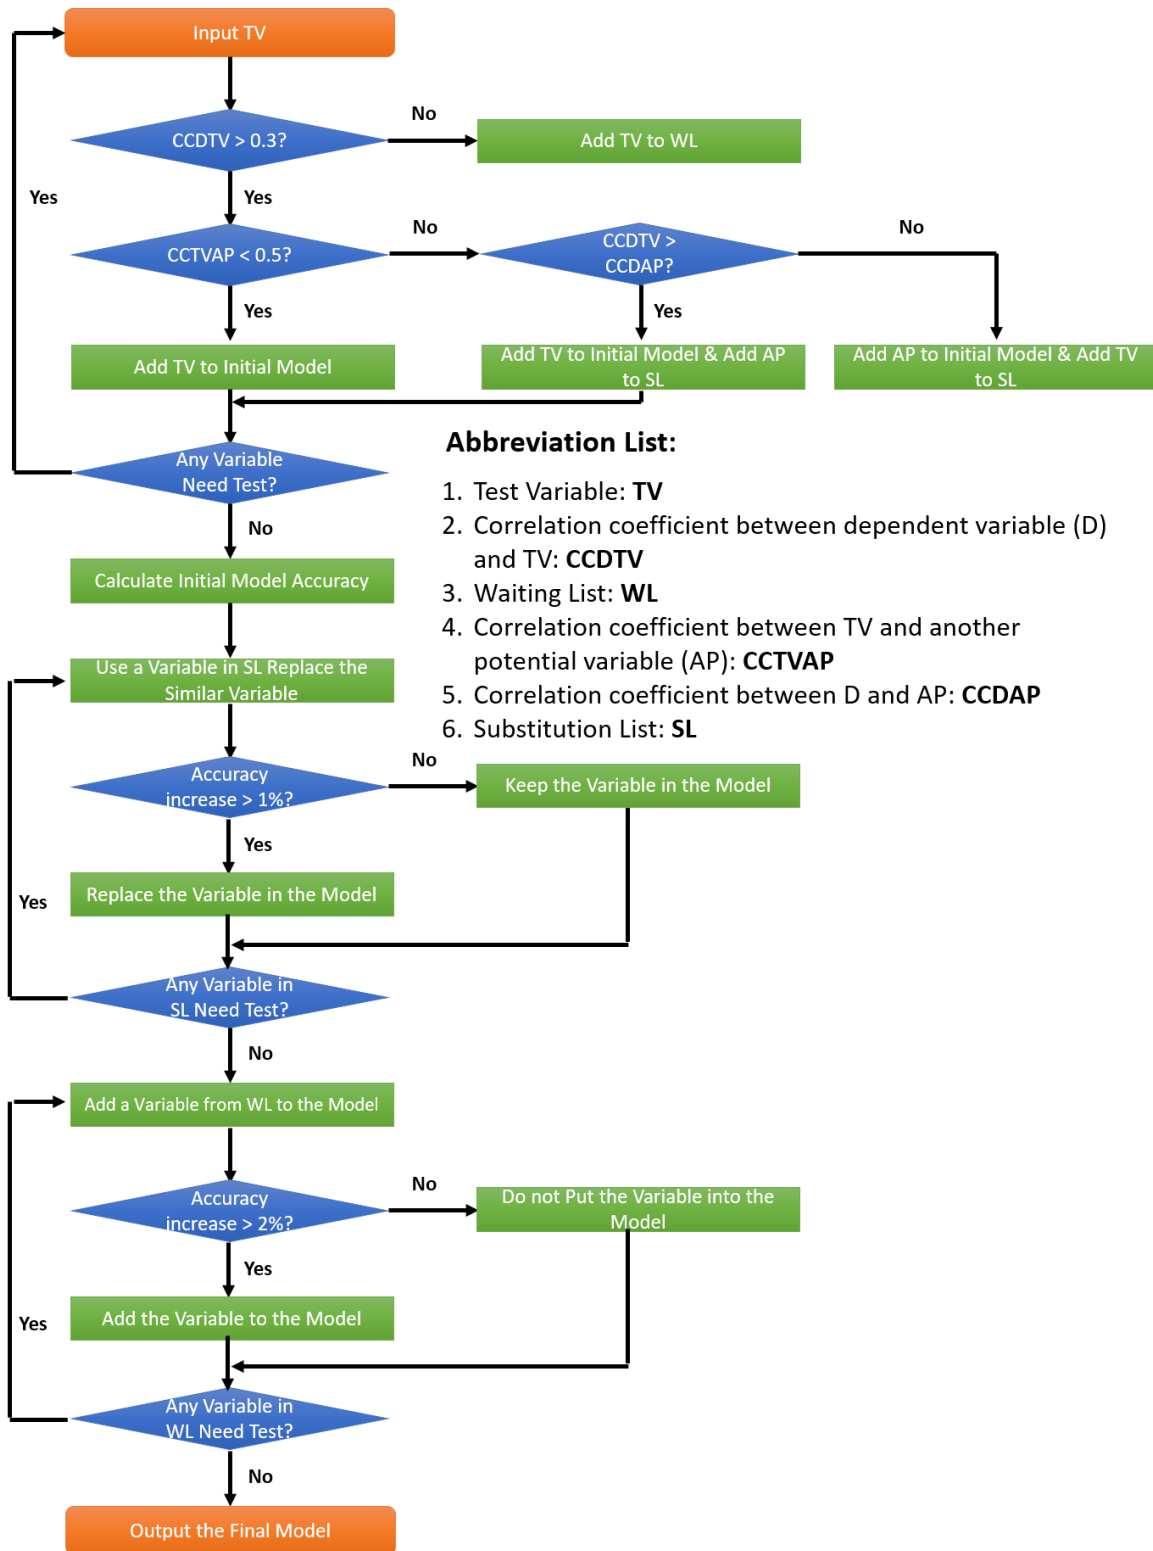 Input TV
CCDTV > 0.3?
No
Add TV to WL
Yes
Yes
CCTVAP < 0.5?
No
CCDTV >
CCDAP?
No
Yes
Yes
Add TV to Initial Model
Add TV to Initial Model & Add AP
to SL
Add AP to Initial Model & Add TV
to SL
Any Variable
Need Test?
No
Calculate Initial Model Accuracy
Abbreviation List:
1. Test Variable: TV
2. Correlation coefficient between dependent variable (D)
and TV: CCDTV
3. Waiting List: WL
4. Correlation coefficient between TV and another
potential variable (AP): CCTVAP
5. Correlation coefficient between D and AP: CCDAP
6. Substitution List: SL
Use a Variable in SL Replace the
Similar Variable
Accuracy
increase > 1%?
No
Keep the Variable in the Model
Yes
Replace the Variable in the Model
Yes
Any Variable in
SL Need Test?
No
Add a Variable from WL to the Model
Accuracy
increase > 2%?
No
Do not Put the Variable into the
Model
Yes
Add the Variable to the Model
Yes
Any Variable in
WL Need Test?
No
Output the Final Model